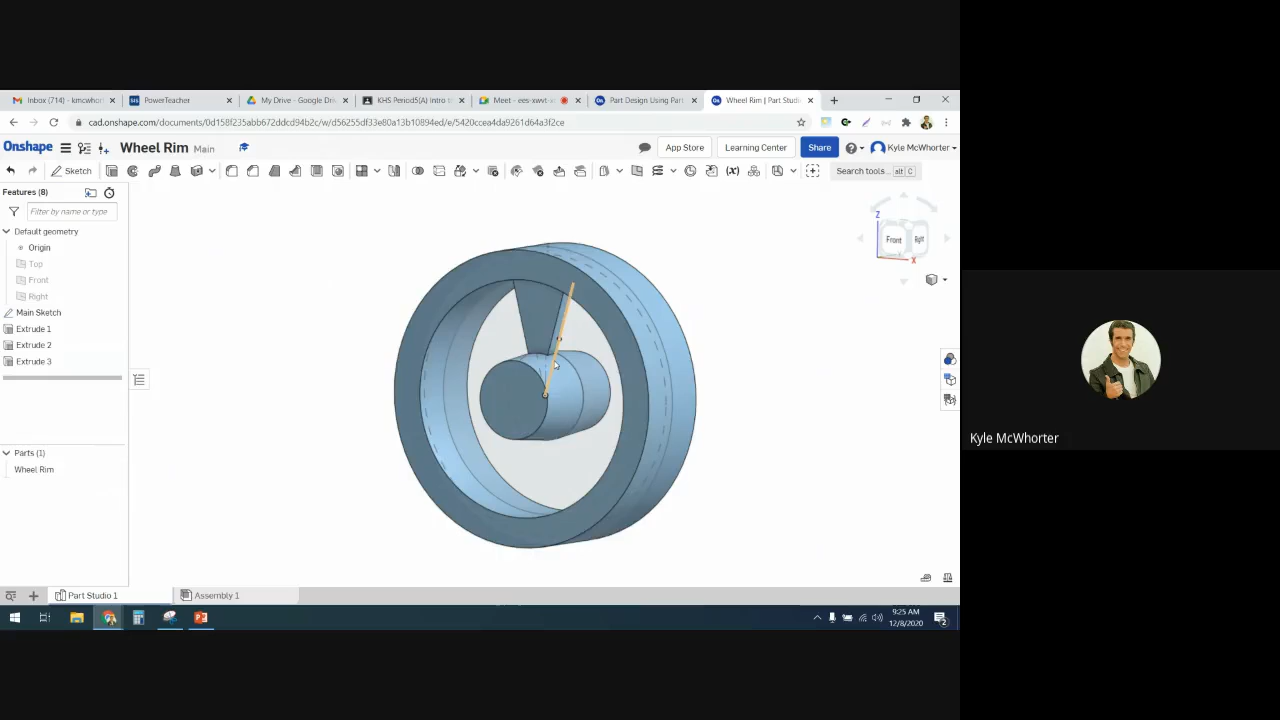 Inbox (714) - kmcwhor
PowerTeacher
My Drive - Google Dri
KHS Period5(A) Intro th
Meet - ees-xwvt-x
Part Design Using Part
Wheel Rim | Part Studi
cad.onshape.com/documents/0d158f235abb672ddcd94b2c/w/d56255df33e80a13b10894ed/e/5420ccea4da9261d64a3f2ce
Onshape
Wheel Rim Main
App Store
Learning Center
Share
Kyle McWhorter
Sketch
(x)
Search tools... alt C
Features (8)
Filter by name or type
Default geometry
Origin
Top
Front
Right
Main Sketch
Extrude 1
Extrude 2
Extrude 3
Parts (1)
Wheel Rim
Z
Front
Right
X
Kyle McWhorter
Part Studio 1
Assembly 1
9:25 AM
12/8/2020
2